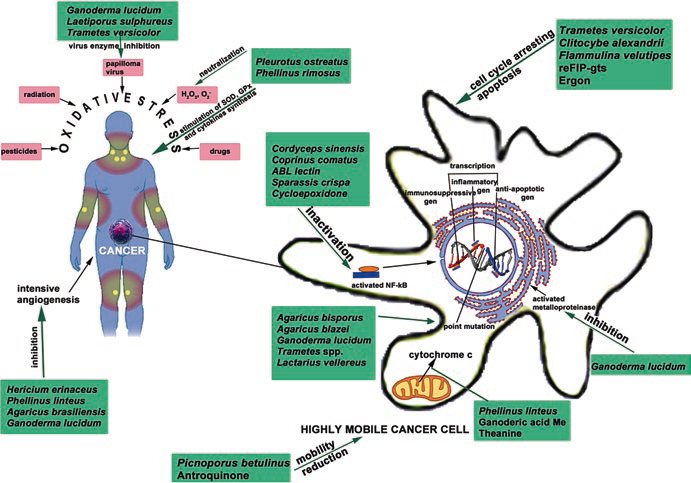 Ganoderma lucidum
Laetiporus sulphureus
Trametes versicolor
virus enzyme inhibition
papilloma
virus
neutralization
Pleurotus ostreatus
Phellinus rimosus
radiation
H₂O₂, O₂⁻
OXIDATIVE STRESS
stimulation of SOD, GPx
and cytokines synthesis
pesticides
drugs
cell cycle arresting
apoptosis
Trametes versicolor
Clitocybe alexandrii
Flammulina velutipes
reFIP-gts
Ergon
Cordyceps sinensis
Coprinus comatus
ABL lectin
Sparassis crispa
Cycloepoxidone
inactivation
activated NF-kB
transcription
inflammatory
gen
immunosuppressive
gen
anti-apoptotic
gen
CANCER
intensive
angiogenesis
inhibition
point mutation
activated
metalloproteinase
Inhibition
Ganoderma lucidum
Agaricus bisporus
Agaricus blazei
Ganoderma lucidum
Trametes spp.
Lactarius vellereus
cytochrome c
Hericium erinaceus
Phellinus linteus
Agaricus brasiliensis
Ganoderma lucidum
Phellinus linteus
Ganoderic acid Me
Theanine
HIGHLY MOBILE CANCER CELL
Picnoporus betulinus
Antroquinone
mobility
reduction